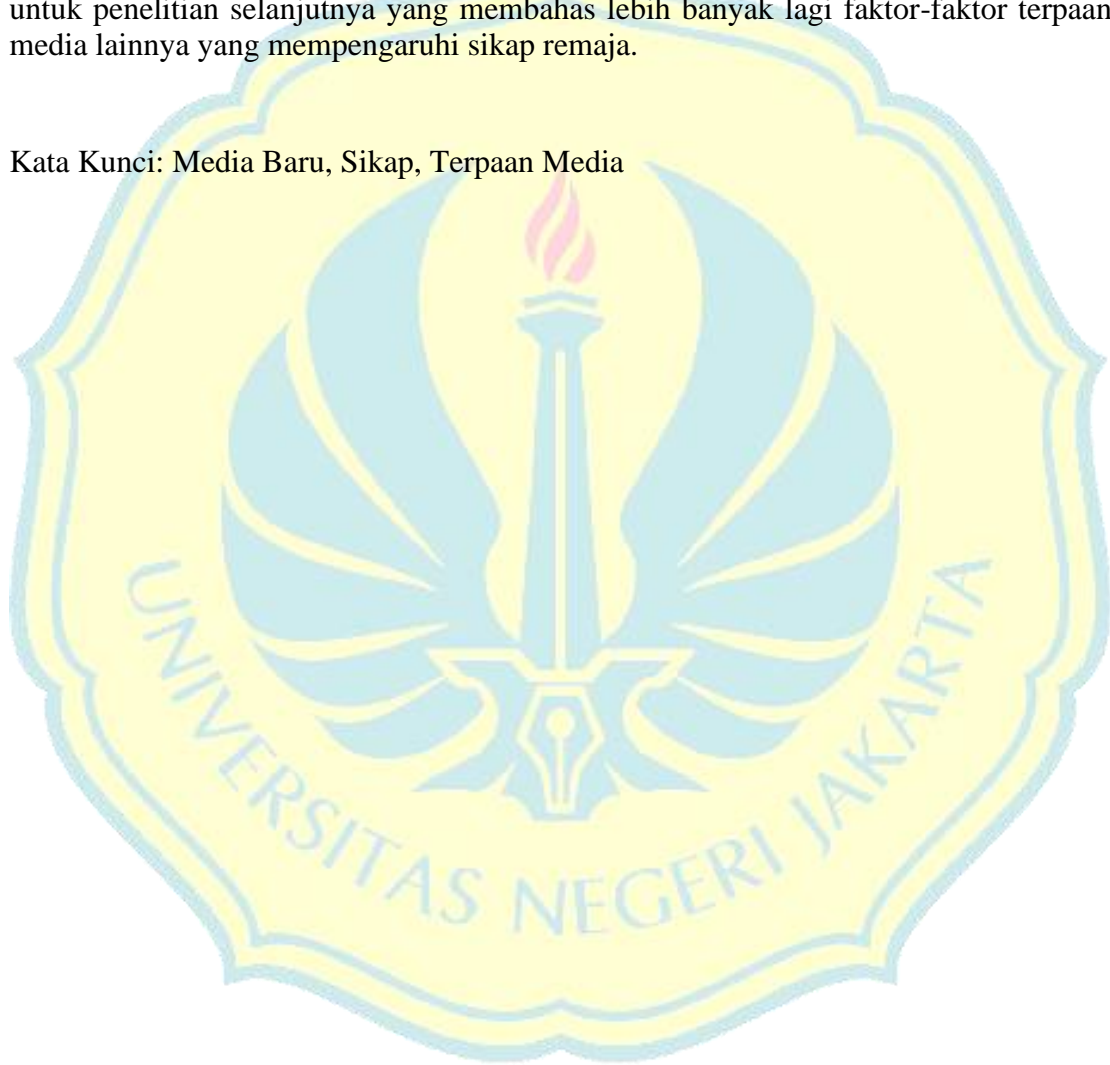 untuk penelitian selanjutnya yang membahas lebih banyak lagi faktor-faktor terpaan
media lainnya yang mempengaruhi sikap remaja.
Kata Kunci: Media Baru, Sikap, Terpaan Media
UNIVERSITAS NEGERI JAKARTA